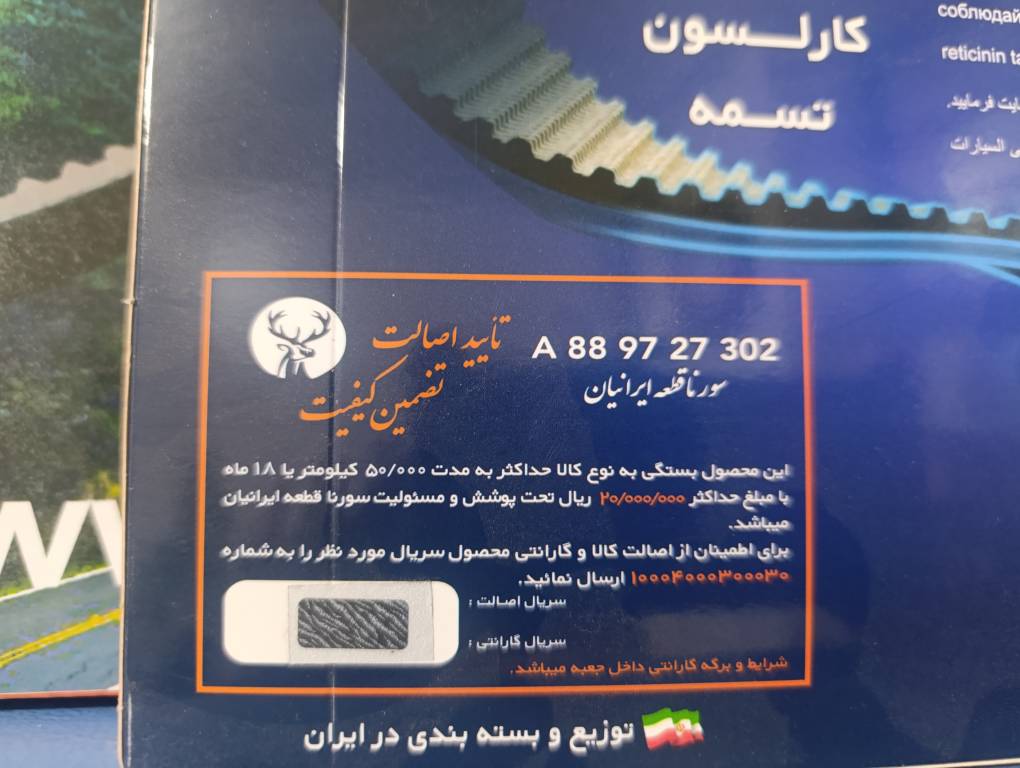 کارلسون
تسمه
соблюдай
reticinin ta
ایت فرمایید.
ی السیارات
تأیید اصالت
تضمین کیفیت
A 88 97 27 302
سورنا قطعه ایرانیان
این محصول بستگی به نوع کالا حداکثر به مدت ۵۰/۰۰۰ کیلومتر یا ۱۸ ماه
با مبلغ حداکثر ۲۰/۰۰۰/۰۰۰ ریال تحت پوشش و مسئولیت سورنا قطعه ایرانیان
میباشد.
برای اطمینان از اصالت کالا و گارانتی محصول سریال مورد نظر را به شماره
۱۰۰۰۴۰۰۰۳۰۰۰۳۰ ارسال نمائید.
سریال اصالت :
سریال گارانتی :
شرایط و برگه گارانتی داخل جعبه میباشد.
توزیع و بسته بندی در ایران